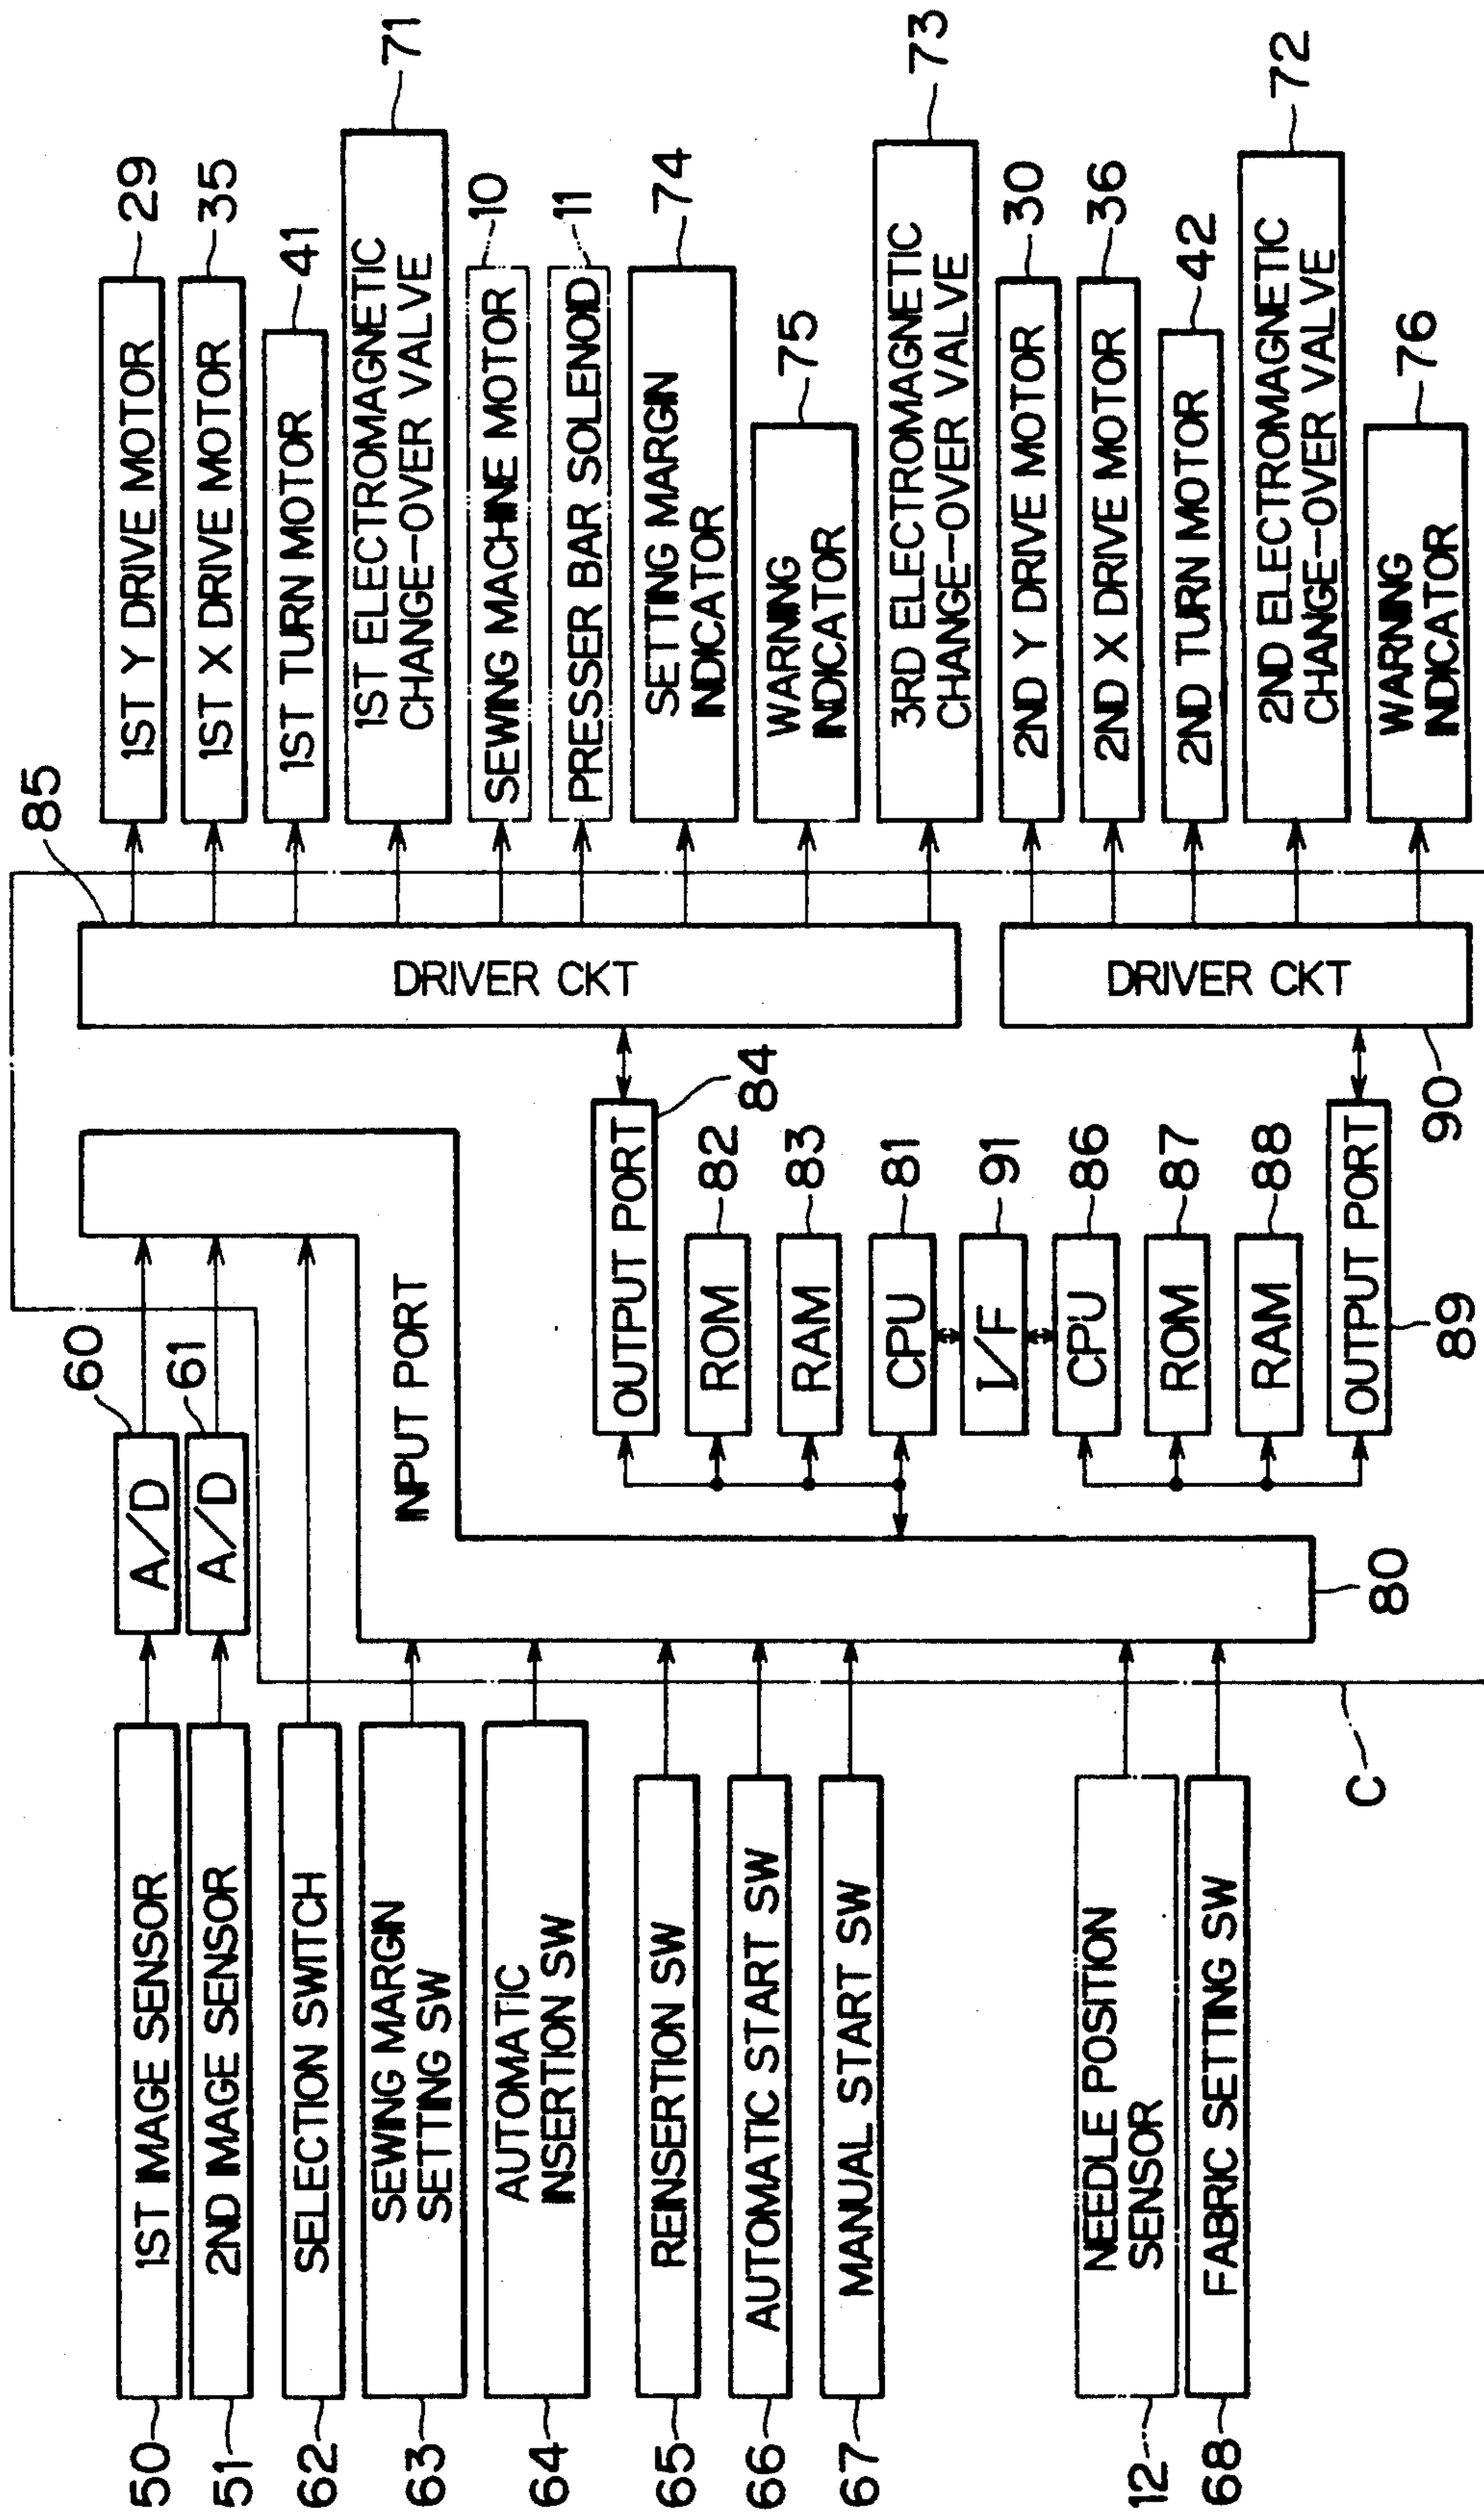 50
1ST IMAGE SENSOR
51
2ND IMAGE SENSOR
62
SELECTION SWITCH
63
SEWING MARGIN
SETTING SW
64
AUTOMATIC
INSERTION SW
65
REINSERTION SW
66
AUTOMATIC START SW
67
MANUAL START SW
12
NEEDLE POSITION
SENSOR
68
FABRIC SETTING SW
60
A/D
61
A/D
C
INPUT PORT
80
OUTPUT PORT
84
ROM
82
RAM
83
CPU
81
I/F
91
CPU
86
ROM
87
RAM
88
OUTPUT PORT
89
85
DRIVER CKT
DRIVER CKT
90
1ST Y DRIVE MOTOR
29
1ST X DRIVE MOTOR
35
1ST TURN MOTOR
41
1ST ELECTROMAGNETIC
CHANGE-OVER VALVE
71
SEWING MACHINE MOTOR
10
PRESSER BAR SOLENOID
11
SETTING MARGIN
INDICATOR
74
WARNING
INDICATOR
75
3RD ELECTROMAGNETIC
CHANGE-OVER VALVE
73
2ND Y DRIVE MOTOR
30
2ND X DRIVE MOTOR
36
2ND TURN MOTOR
42
2ND ELECTROMAGNETIC
CHANGE-OVER VALVE
72
WARNING
INDICATOR
76